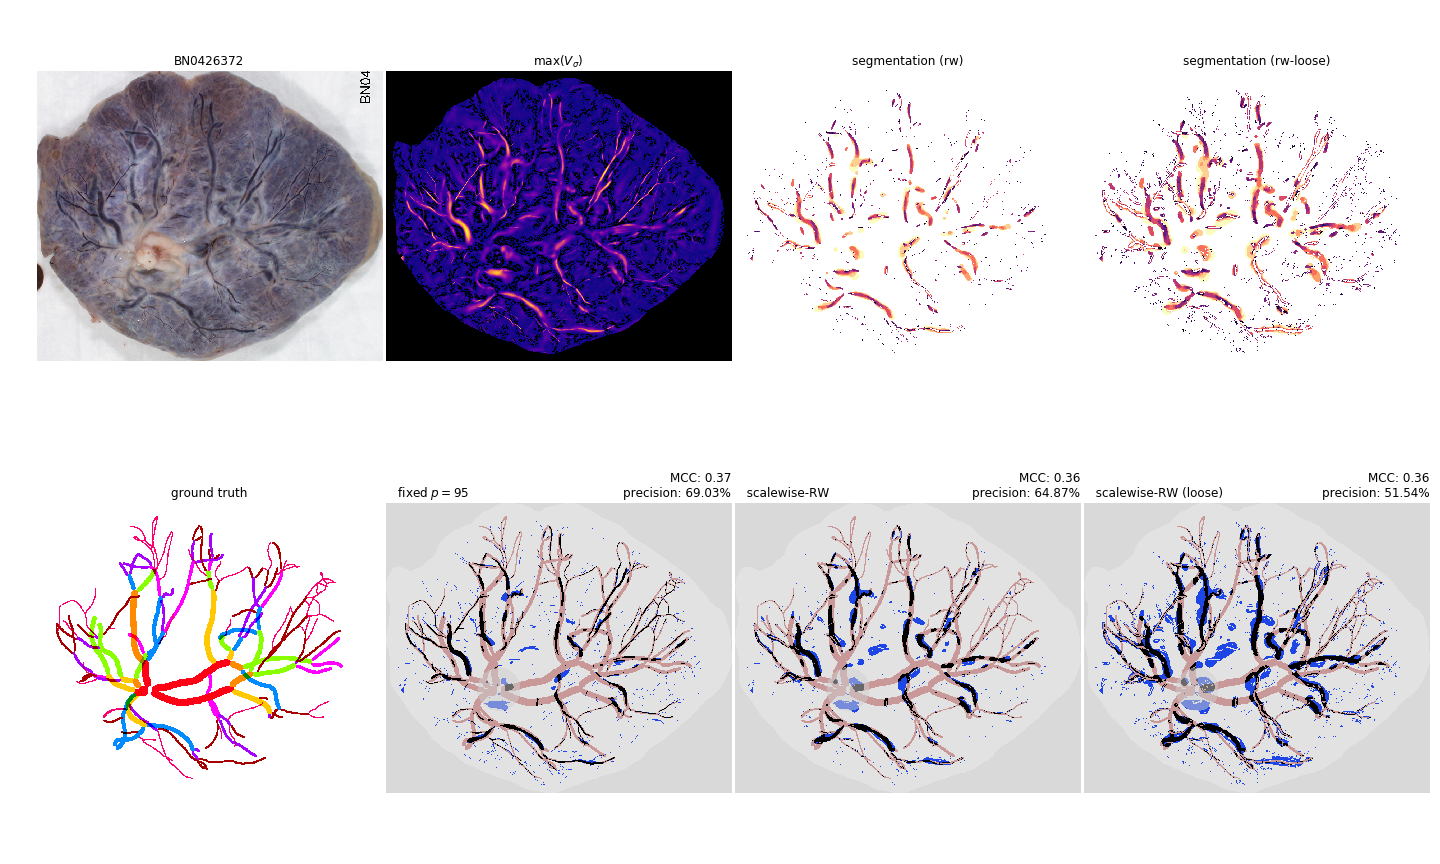 BN0426372
max(Vσ)
segmentation (rw)
segmentation (rw-loose)
BN04
ground truth
MCC: 0.37
fixed p = 95
precision: 69.03%
MCC: 0.36
scalewise-RW
precision: 64.87%
MCC: 0.36
scalewise-RW (loose)
precision: 51.54%